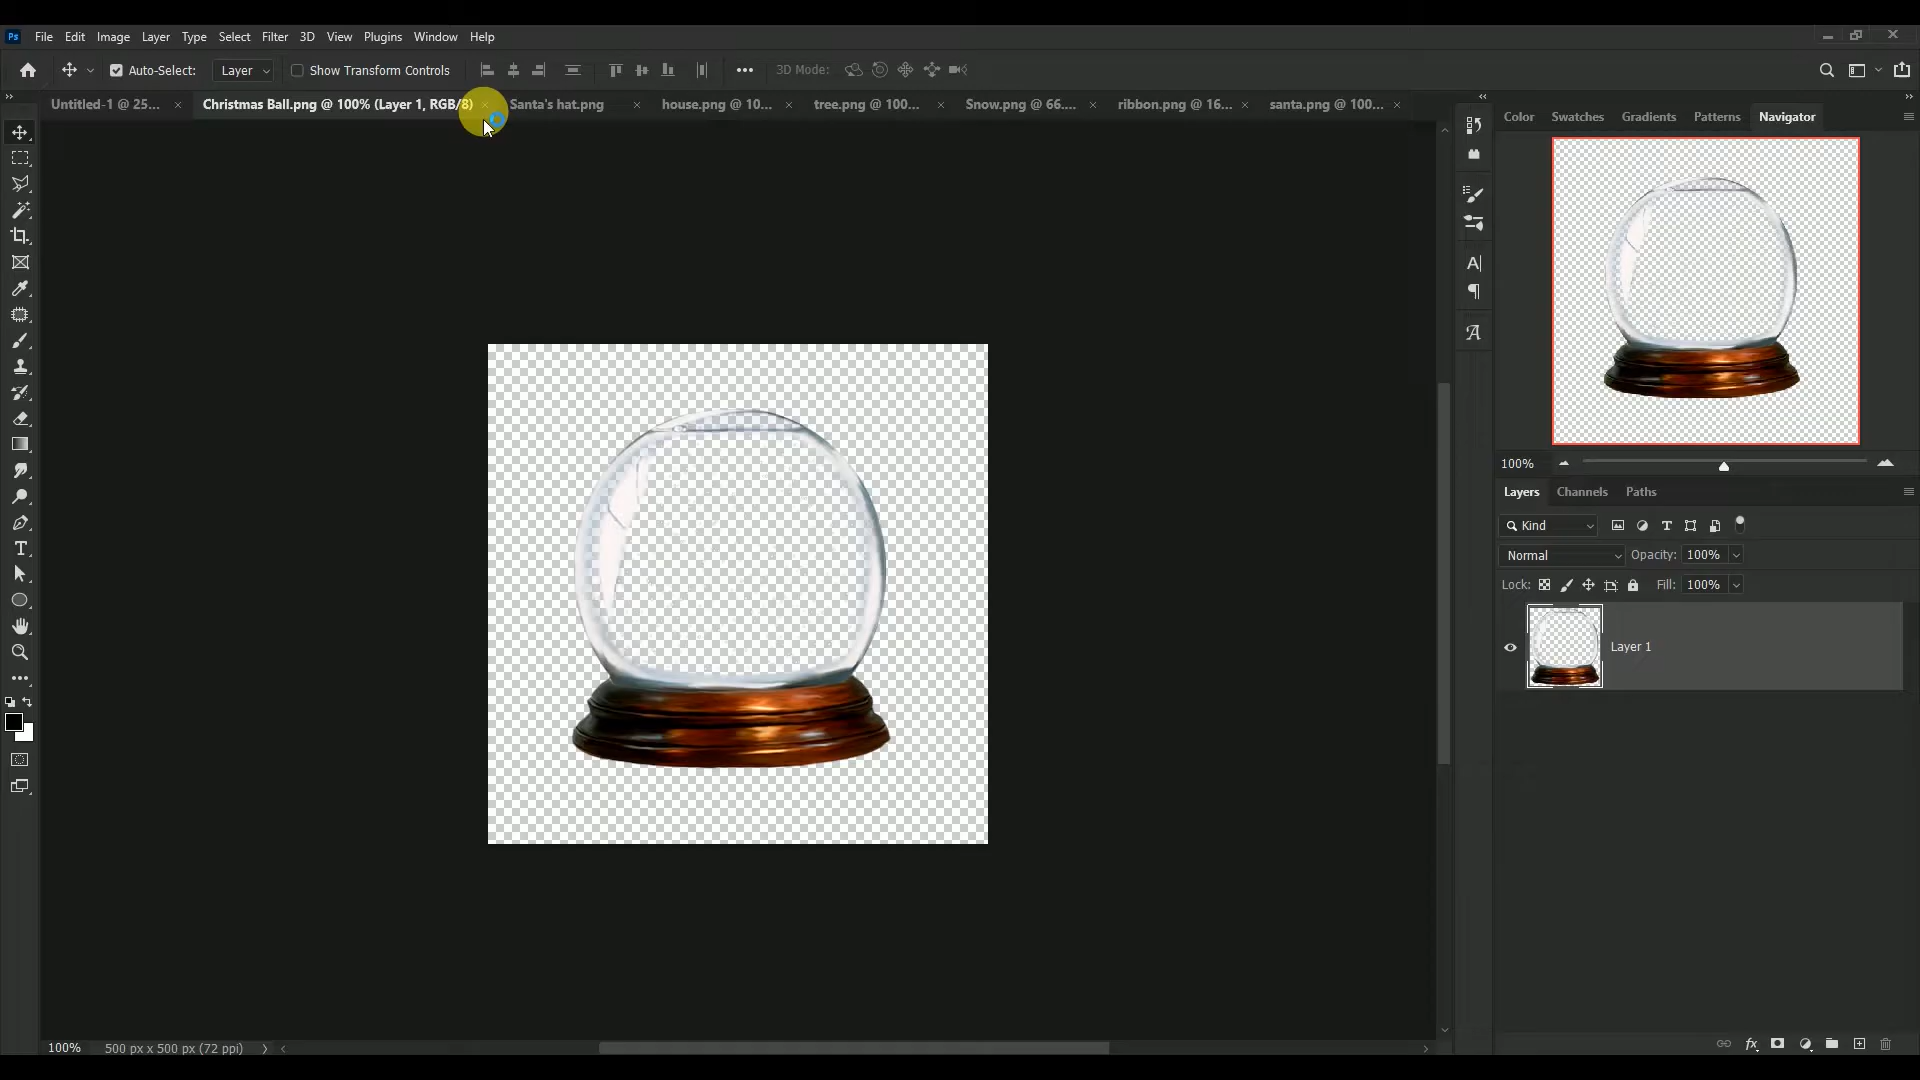 Ps File Edit Image Layer Type Select Filter 3D View Plugins Window Help
Auto-Select: Layer Show Transform Controls 3D Mode:
Untitled-1 @ 25... Christmas Ball.png @ 100% (Layer 1, RGB/8) Santa's hat.png house.png @ 10... tree.png @ 100... Snow.png @ 66.... ribbon.png @ 16... santa.png @ 100...
Color Swatches Gradients Patterns Navigator
100%
Layers Channels Paths
Kind
Normal Opacity: 100%
Lock: Fill: 100%
Layer 1
100% 500 px x 500 px (72 ppi)